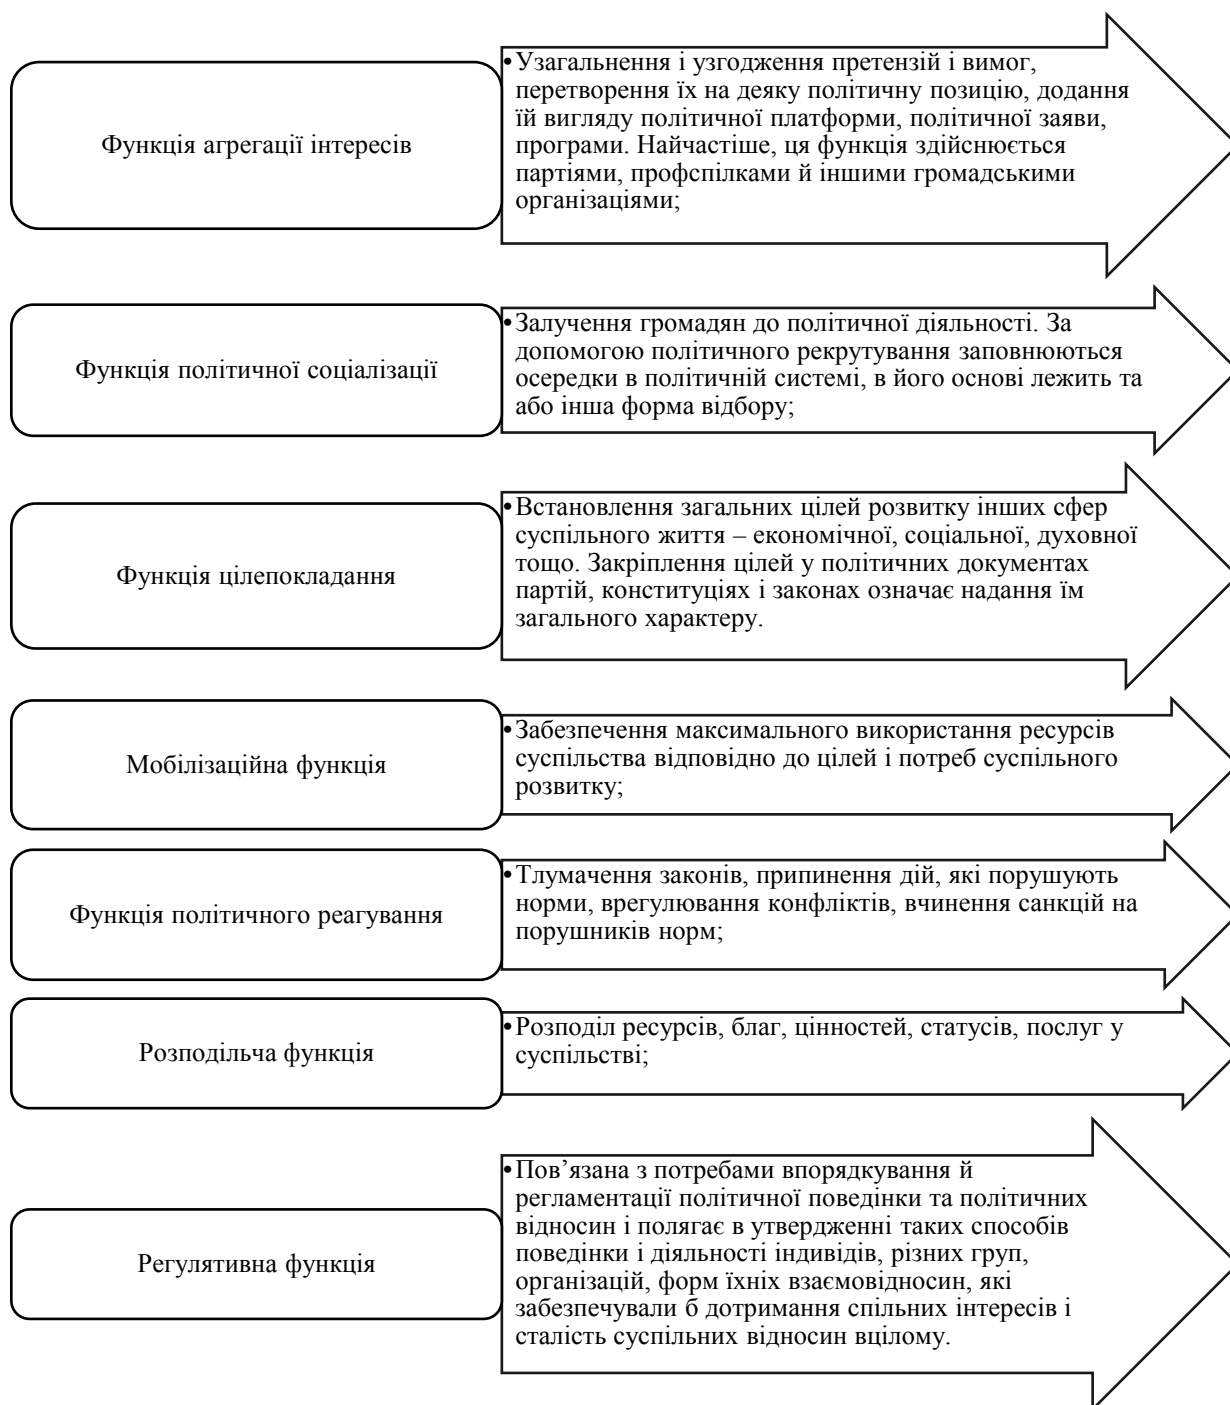 Функція агрегації інтересів
•Узагальнення і узгодження претензій і вимог,
перетворення їх на деяку політичну позицію, додання
їй вигляду політичної платформи, політичної заяви,
програми. Найчастіше, ця функція здійснюється
партіями, профспілками й іншими громадськими
організаціями;
Функція політичної соціалізації
•Залучення громадян до політичної діяльності. За
допомогою політичного рекрутування заповнюються
осередки в політичній системі, в його основі лежить та
або інша форма відбору;
Функція цілепокладання
•Встановлення загальних цілей розвитку інших сфер
суспільного життя – економічної, соціальної, духовної
тощо. Закріплення цілей у політичних документах
партій, конституціях і законах означає надання їм
загального характеру.
Мобілізаційна функція
•Забезпечення максимального використання ресурсів
суспільства відповідно до цілей і потреб суспільного
розвитку;
Функція політичного реагування
•Тлумачення законів, припинення дій, які порушують
норми, врегулювання конфліктів, вчинення санкцій на
порушників норм;
Розподільча функція
•Розподіл ресурсів, благ, цінностей, статусів, послуг у
суспільстві;
Регулятивна функція
•Пов’язана з потребами впорядкування й
регламентації політичної поведінки та політичних
відносин і полягає в утвердженні таких способів
поведінки і діяльності індивідів, різних груп,
організацій, форм їхніх взаємовідносин, які
забезпечували б дотримання спільних інтересів і
сталість суспільних відносин вцілому.